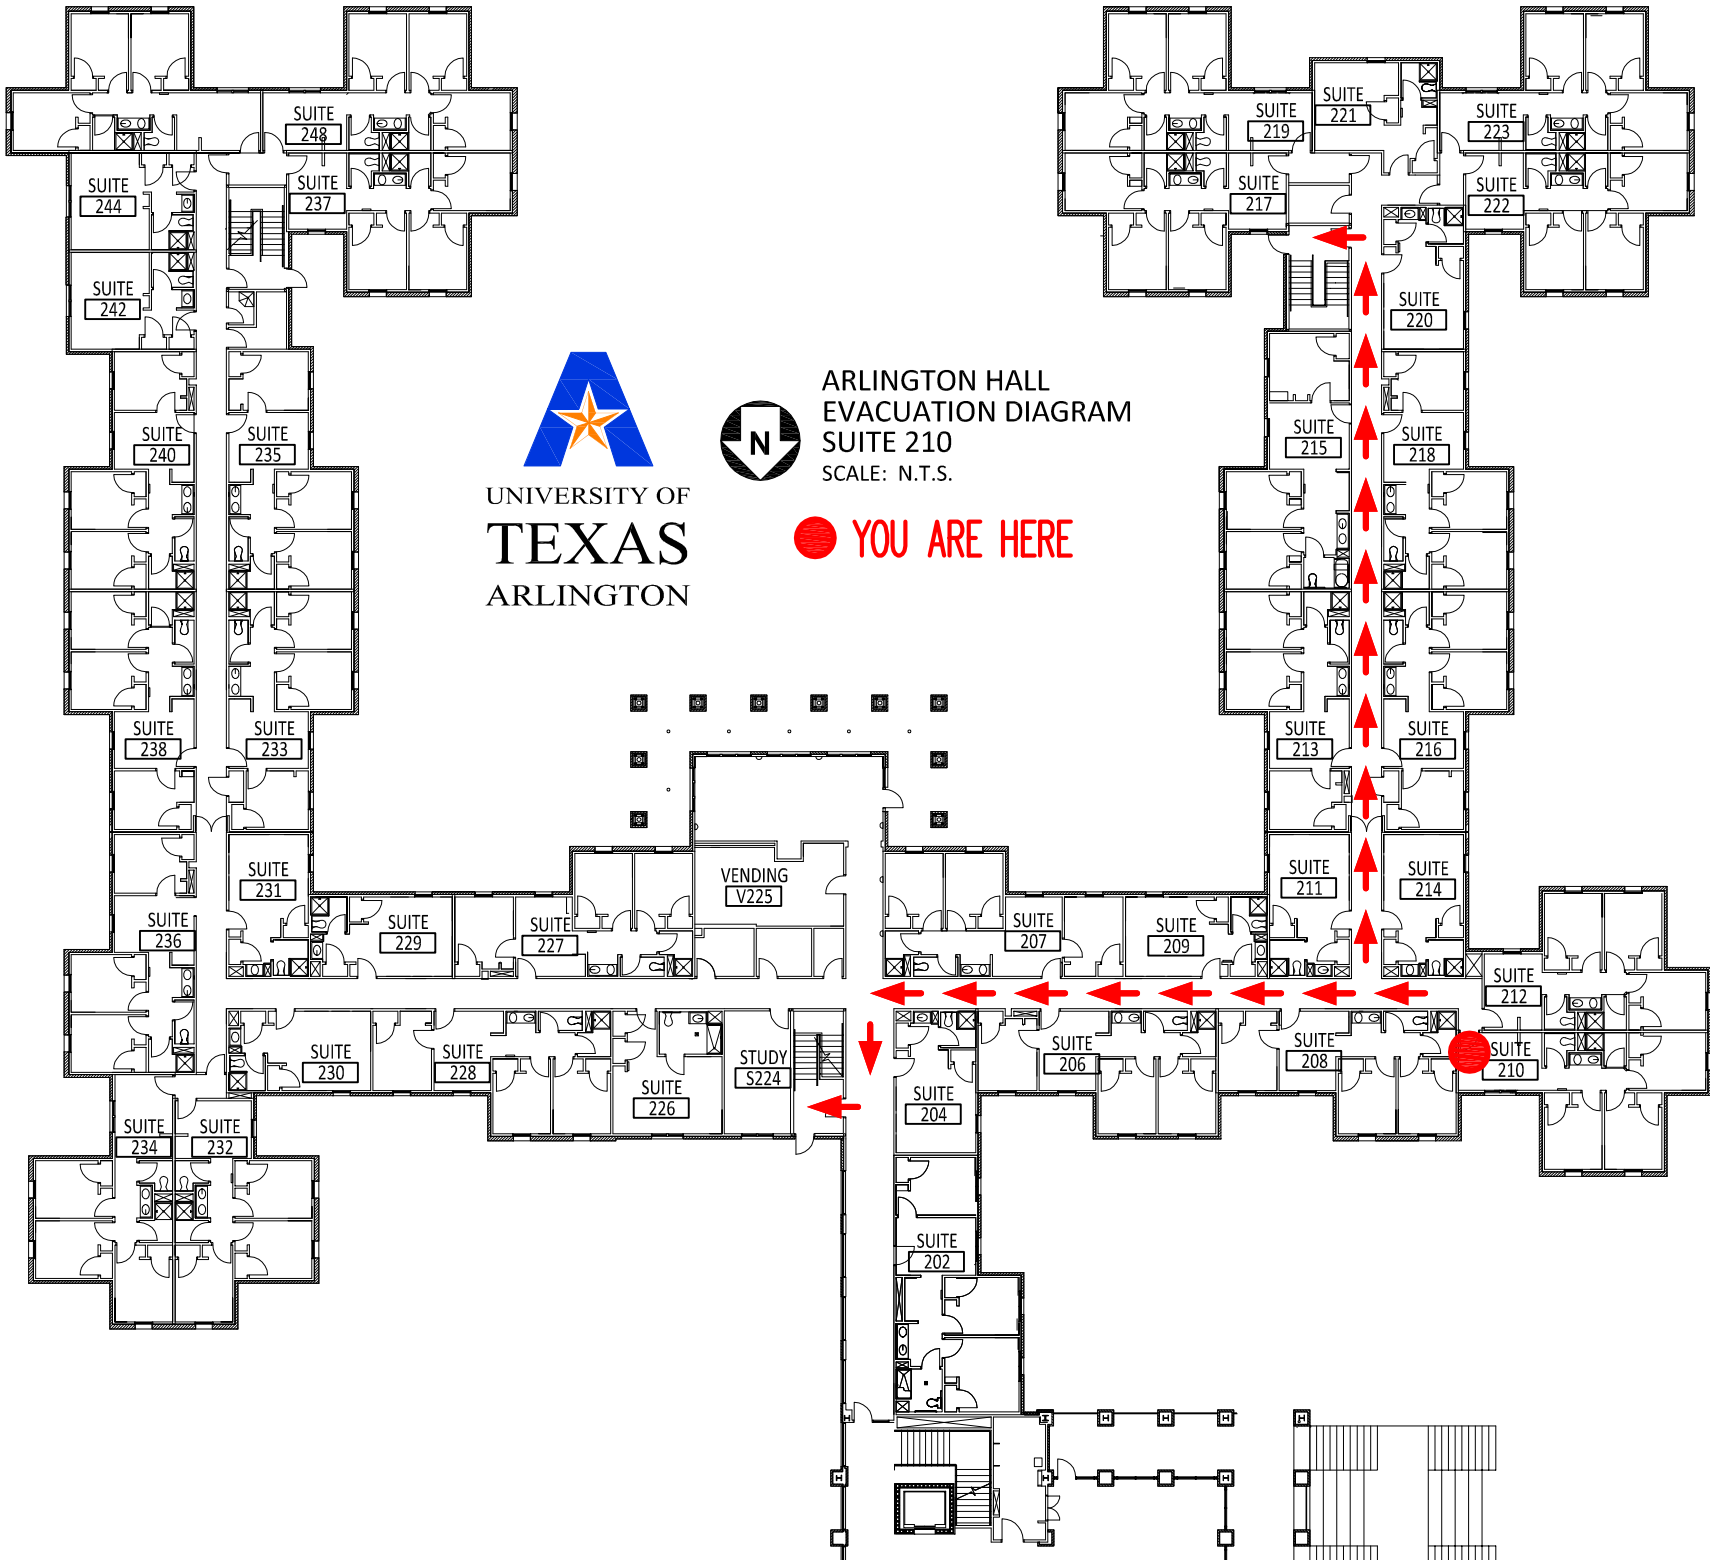 SUITE
248
SUITE
237
SUITE
244
SUITE
242
SUITE
240
SUITE
235
SUITE
238
SUITE
233
SUITE
231
SUITE
236
SUITE
229
SUITE
227
SUITE
230
SUITE
228
SUITE
226
STUDY
S224
SUITE
234
SUITE
232
VENDING
V225
UNIVERSITY OF
TEXAS
ARLINGTON
N
ARLINGTON HALL
EVACUATION DIAGRAM
SUITE 210
SCALE: N.T.S.
YOU ARE HERE
SUITE
219
SUITE
221
SUITE
223
SUITE
217
SUITE
222
SUITE
220
SUITE
215
SUITE
218
SUITE
213
SUITE
216
SUITE
211
SUITE
214
SUITE
207
SUITE
209
SUITE
212
SUITE
210
SUITE
206
SUITE
208
SUITE
204
SUITE
202